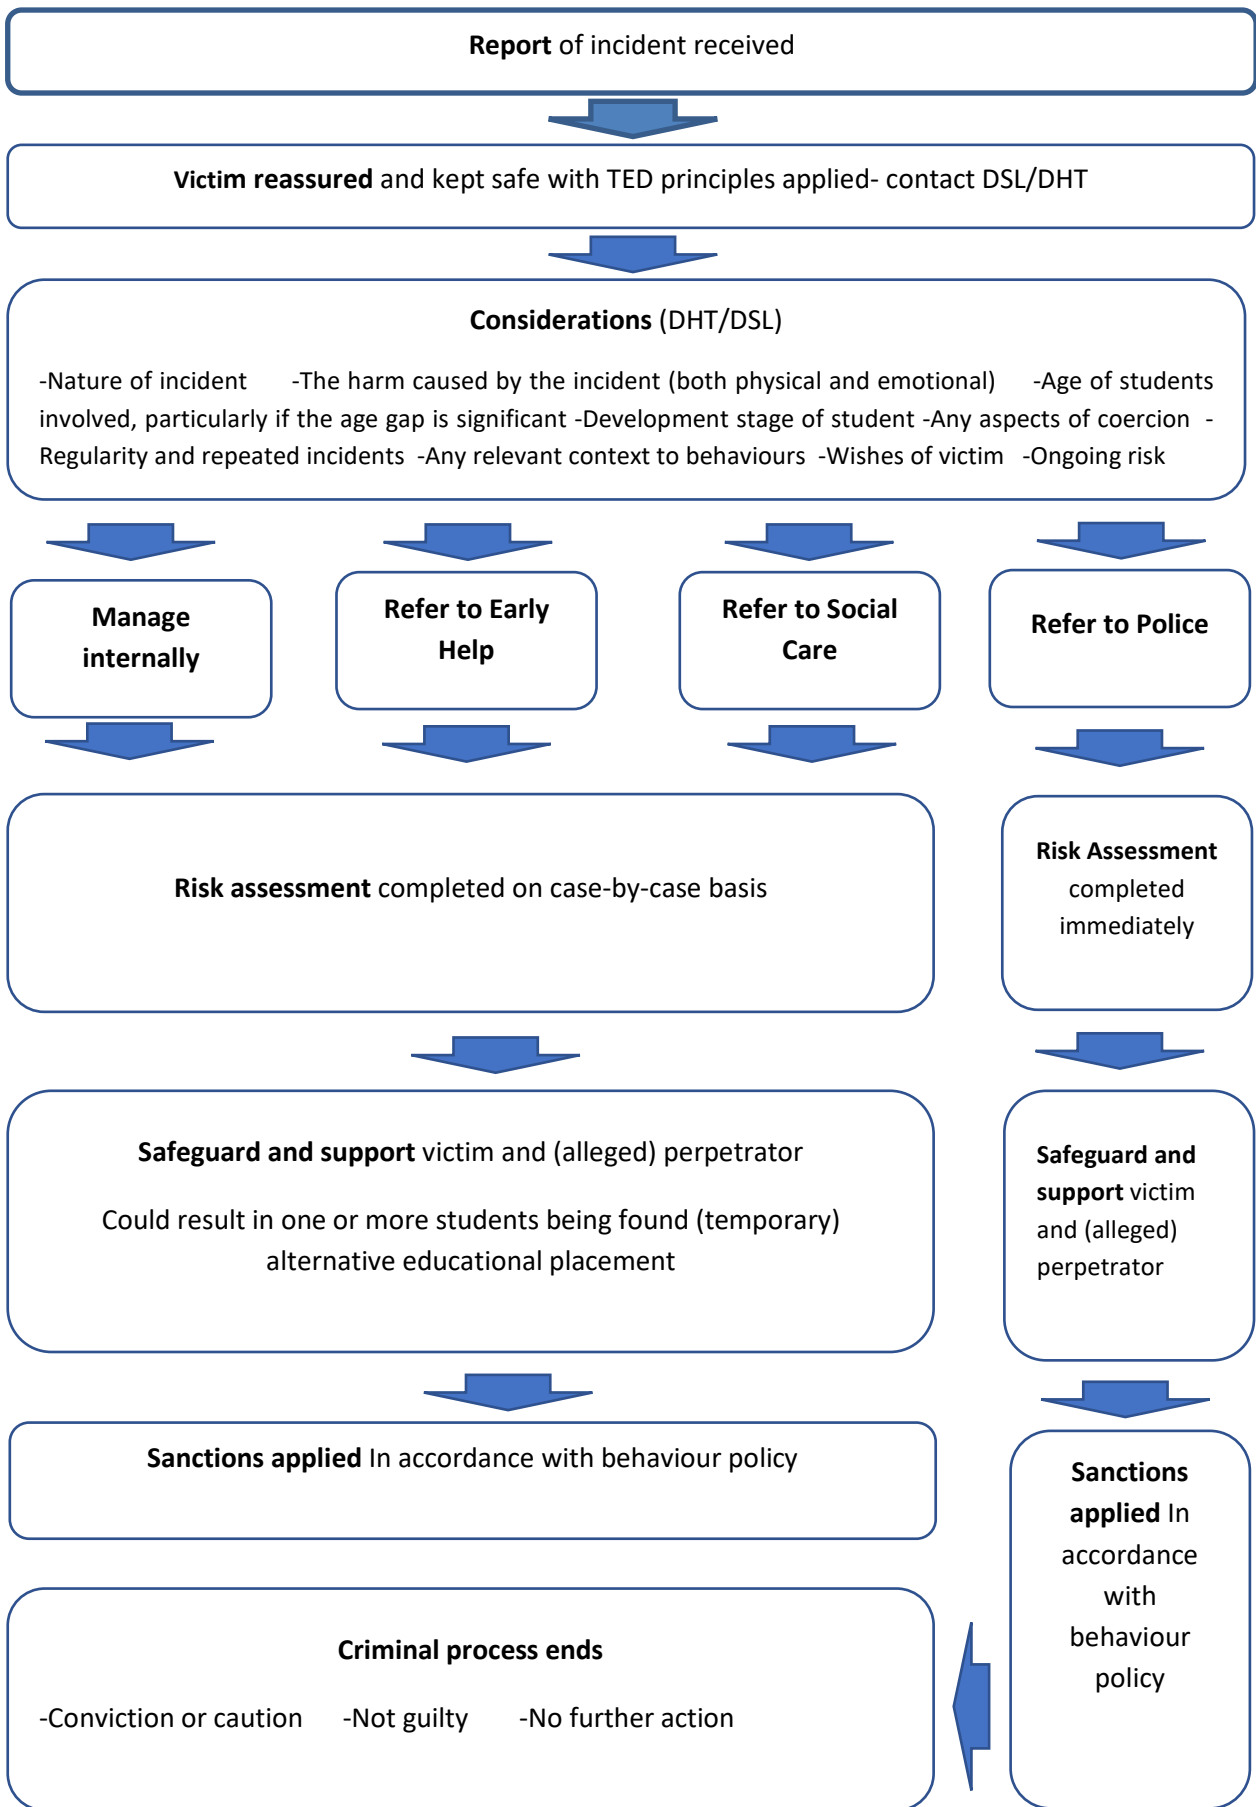 Report of incident received
Victim reassured and kept safe with TED principles applied- contact DSL/DHT
Considerations (DHT/DSL)
-Nature of incident -The harm caused by the incident (both physical and emotional) -Age of students
involved, particularly if the age gap is significant -Development stage of student -Any aspects of coercion -
Regularity and repeated incidents -Any relevant context to behaviours -Wishes of victim -Ongoing risk
Manage
internally
Refer to Early
Help
Refer to Social
Care
Refer to Police
Risk assessment completed on case-by-case basis
Risk Assessment
completed
immediately
Safeguard and support victim and (alleged) perpetrator
Could result in one or more students being found (temporary)
alternative educational placement
Safeguard and
support victim
and (alleged)
perpetrator
Sanctions applied In accordance with behaviour policy
Sanctions
applied In
accordance
with
behaviour
policy
Criminal process ends
-Conviction or caution -Not guilty -No further action